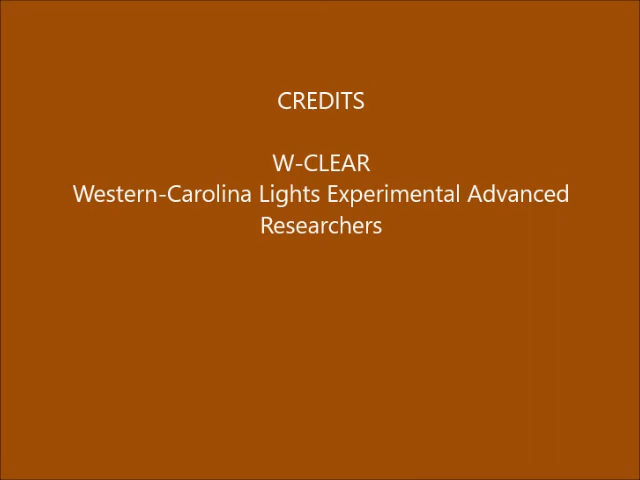 CREDITS
W-CLEAR
Western-Carolina Lights Experimental Advanced
Researchers